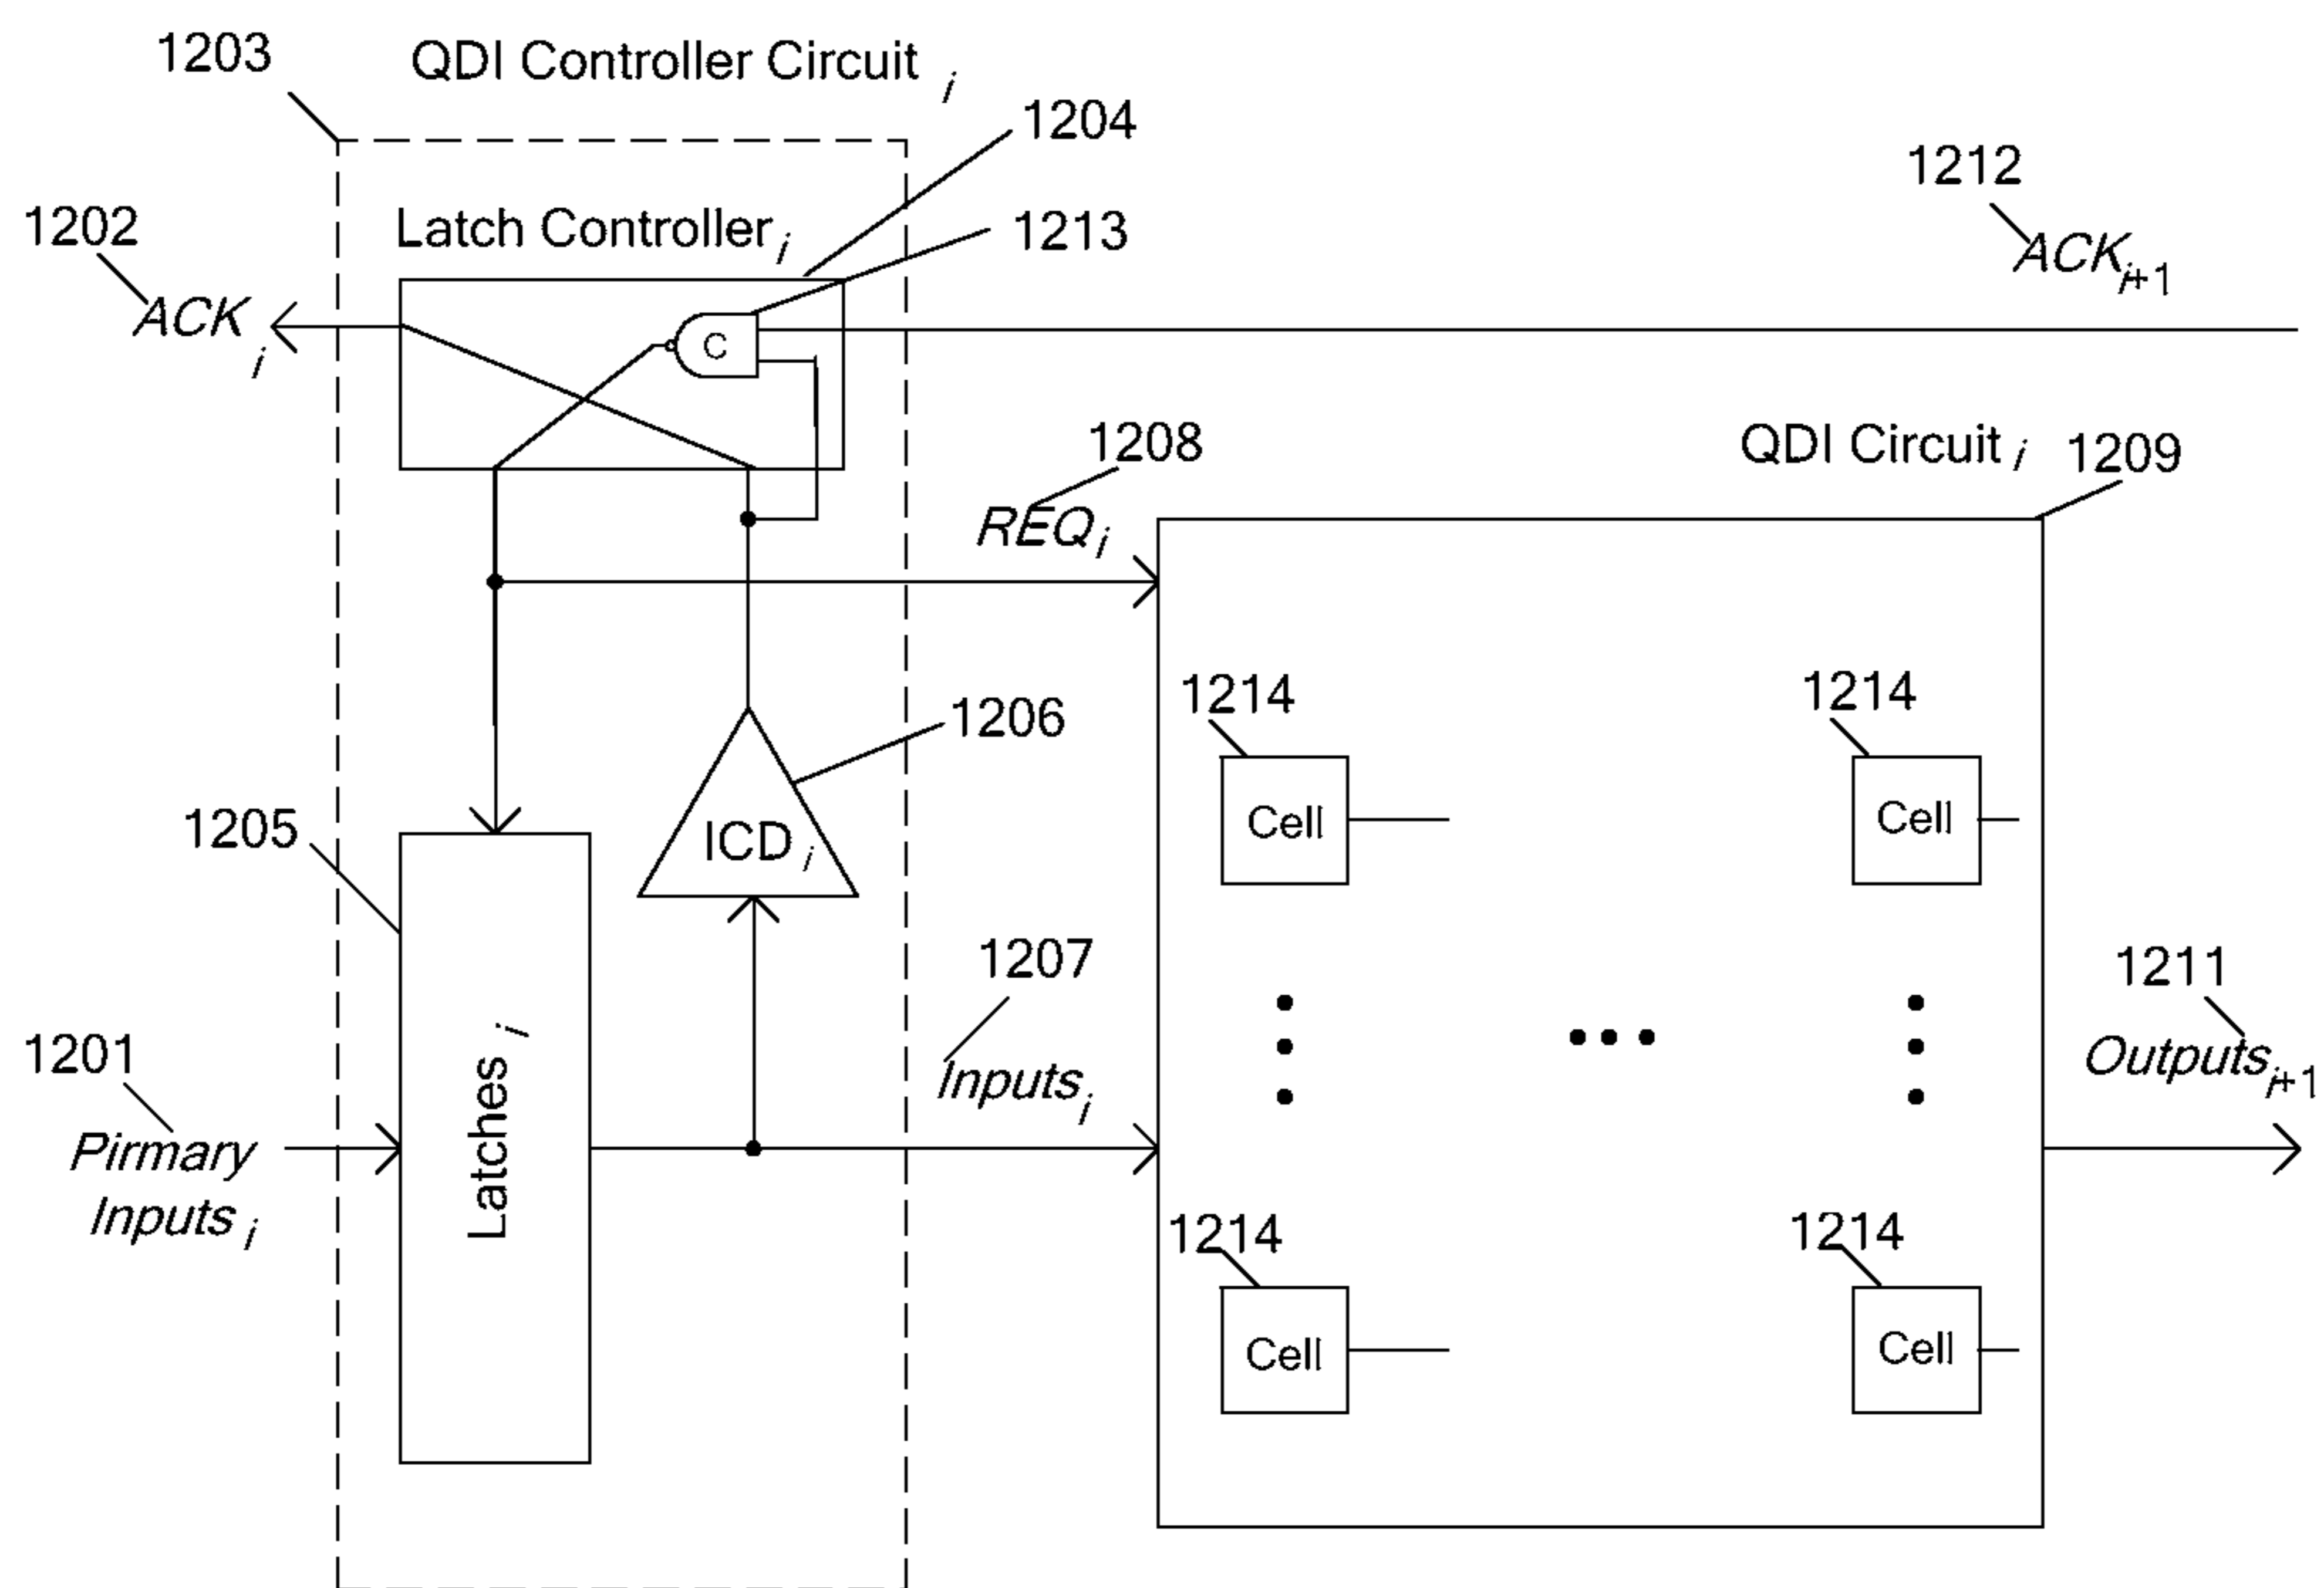 1203
QDI Controller Circuit i
1204
1212
ACK i+1
1202
ACK i
Latch Controller i
1213
C
1208
REQ i
QDI Circuit i 1209
1214
1214
1206
Cell
Cell
1205
ICD i
1207
Inputs i
1211
Outputs i+1
1201
Pirmary
Inputs i
Latches i
1214
1214
Cell
Cell